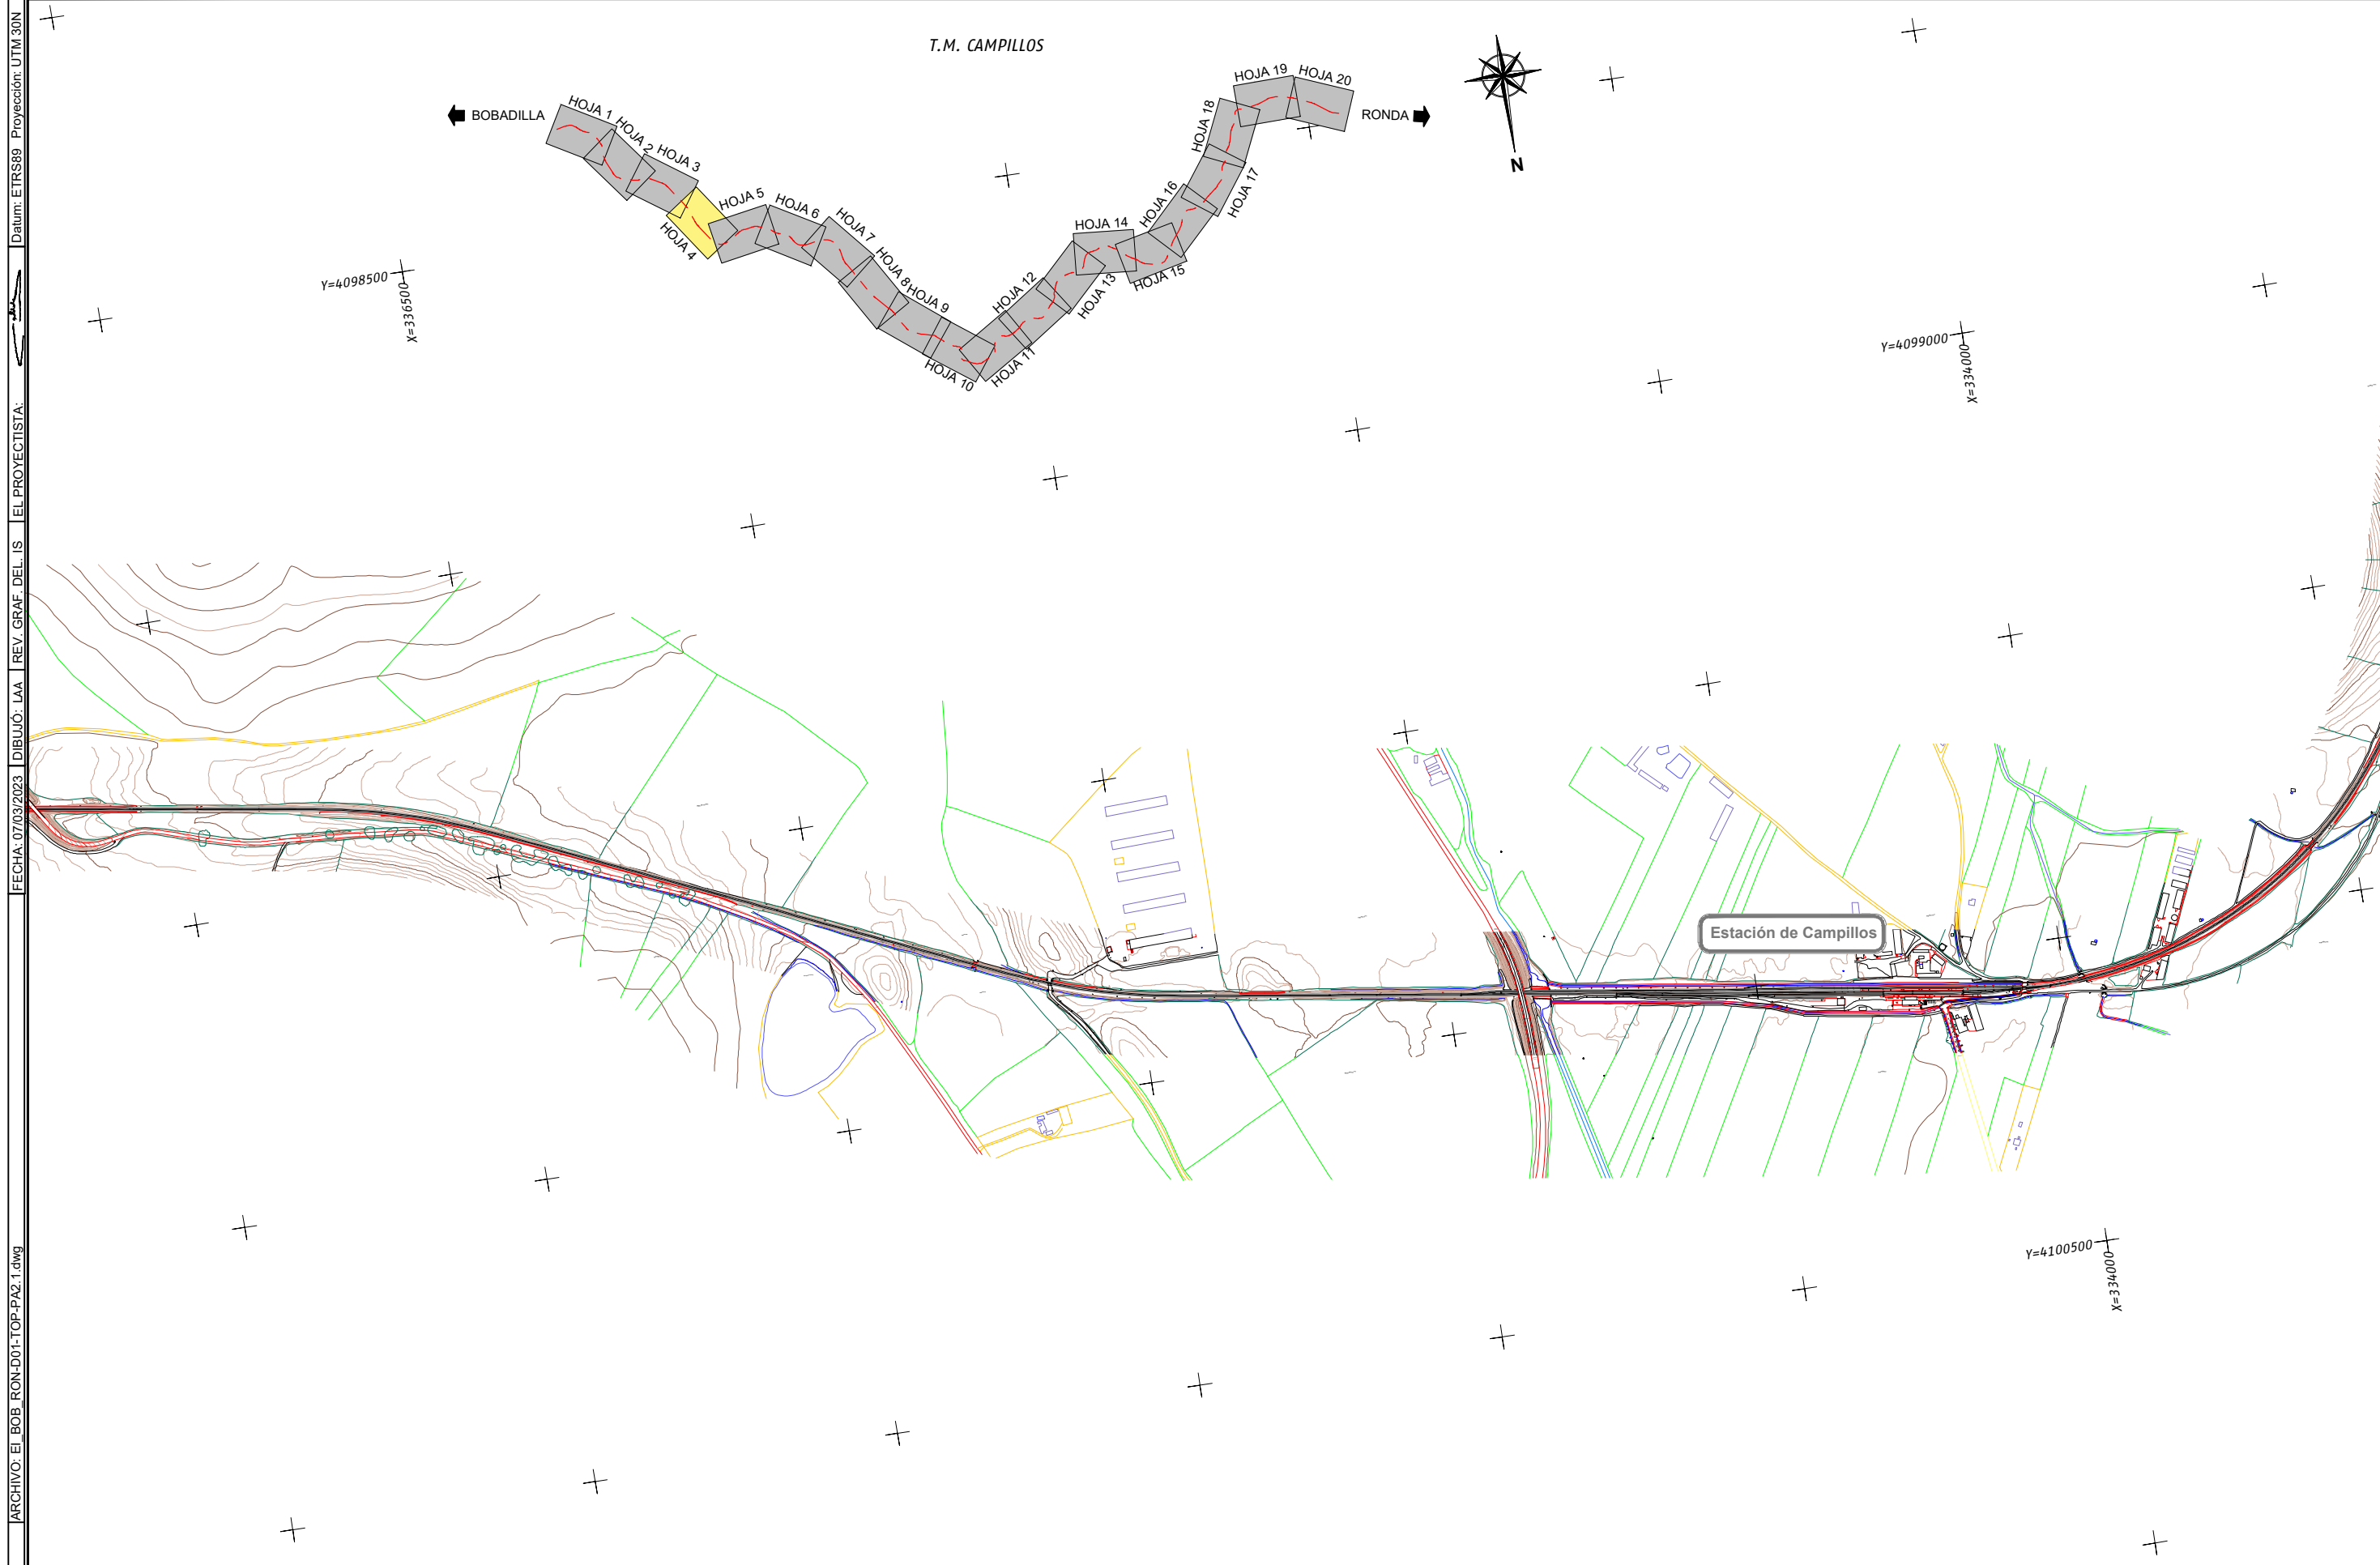 T.M. CAMPILLOS
BOBADILLA
HOJA 1
HOJA 2
HOJA 3
HOJA 4
HOJA 5
HOJA 6
HOJA 7
HOJA 8
HOJA 9
HOJA 10
HOJA 11
HOJA 12
HOJA 13
HOJA 14
HOJA 15
HOJA 16
HOJA 17
HOJA 18
HOJA 19
HOJA 20
RONDA
N
Y=4098500
X=336500
Y=4099000
X=334000
Estación de Campillos
Y=4100500
X=334000
Datum: ETRS89 Proyección: UTM 30N
EL PROYECTISTA:
REV. GRAF. DEL. IS
DIBUJÓ: LAA
FECHA: 07/03/2023
ARCHIVO: EI_BOB_RON-D01-TOP-PA2.1.dwg